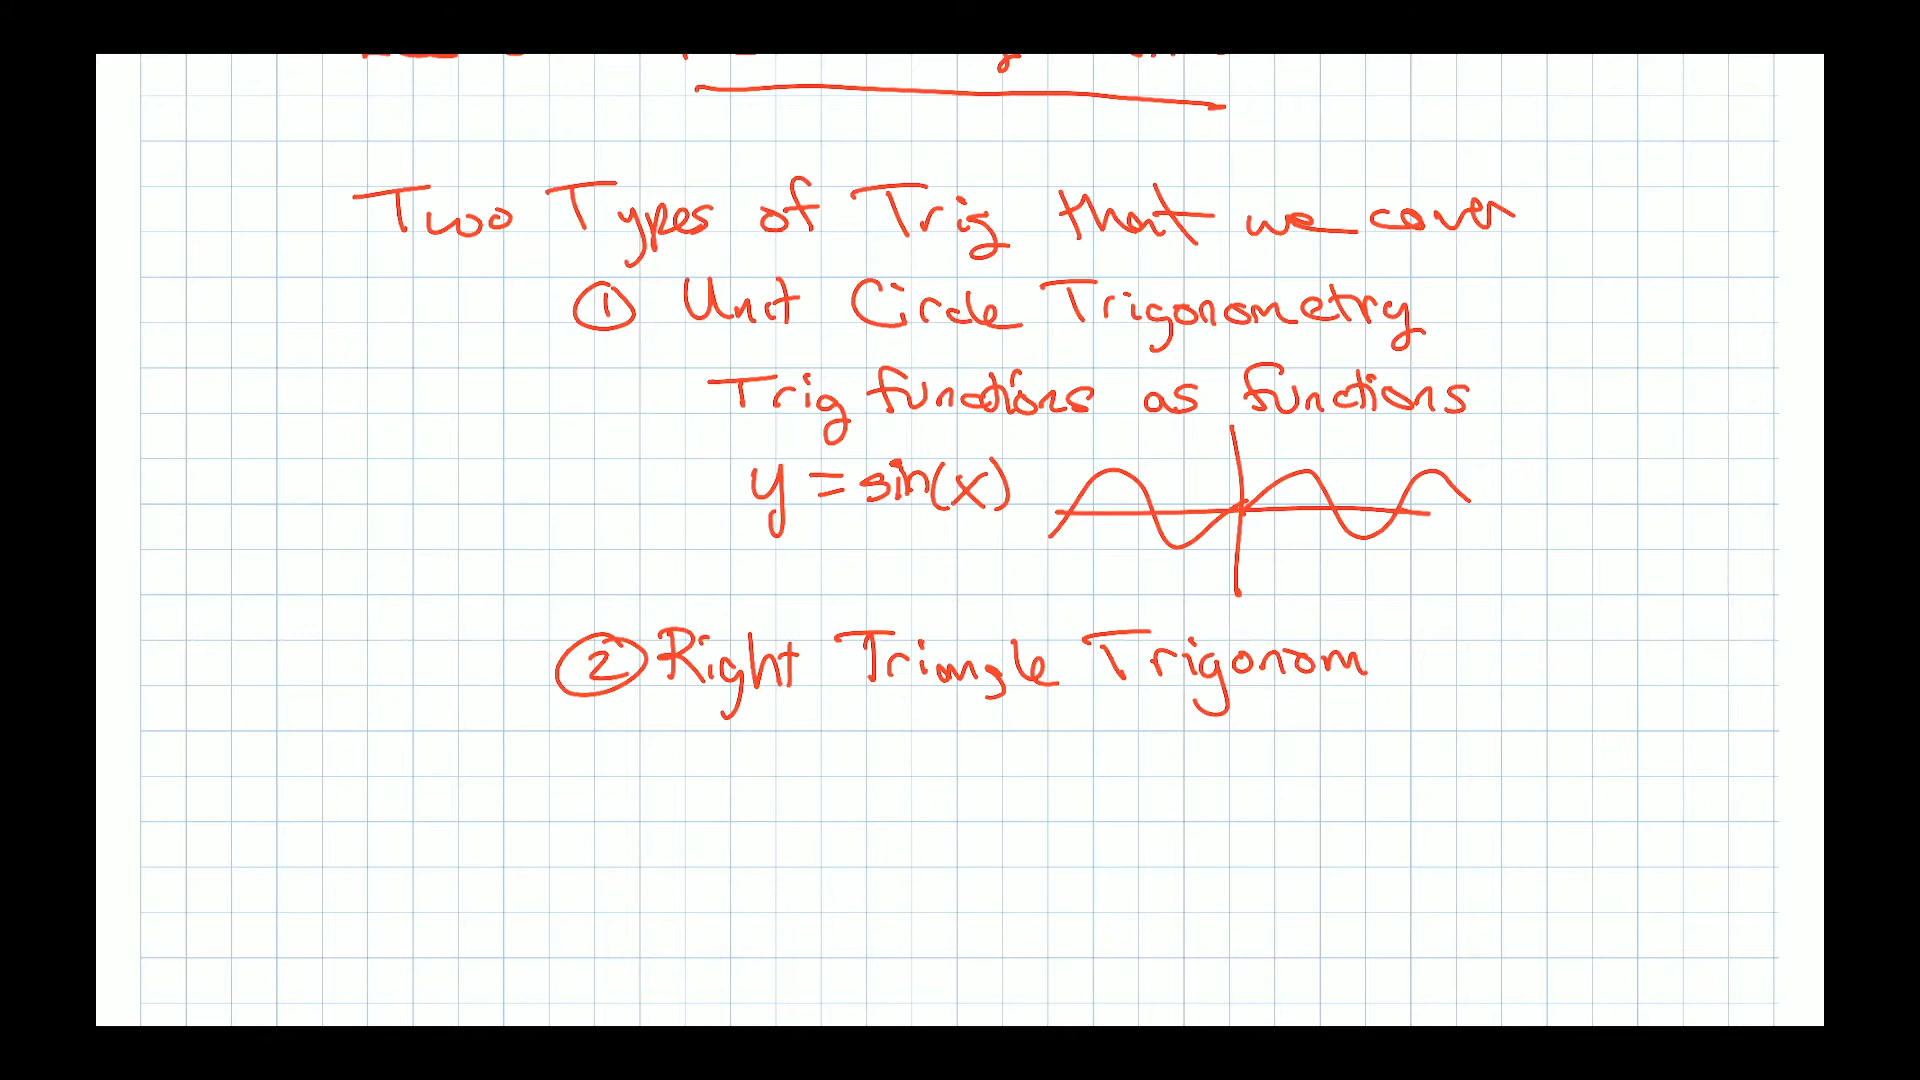 Two Types of Trig that we cover
① Unit Circle Trigonometry
Trig functions as functions
y = sin(x)
② Right Triangle Trigonom